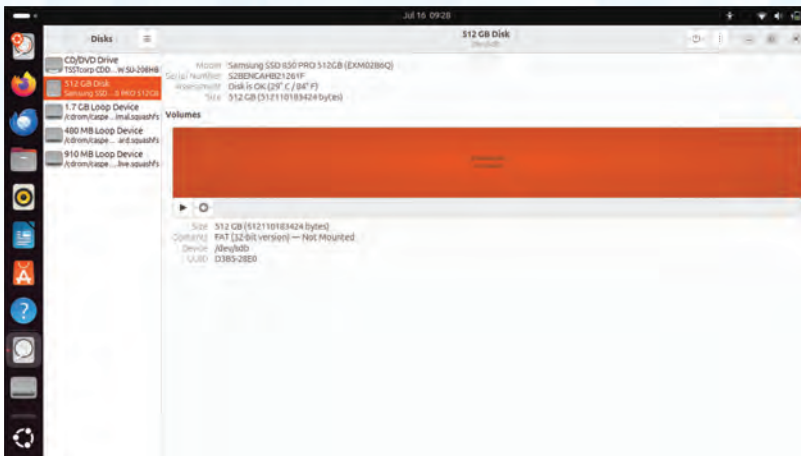 Jul 16 09:28
Disks
512 GB Disk
CD/DVD Drive
TSSTcorp CDD... W SU-208HB
512 GB Disk
Samsung SSD ...0 PRO 512GB
1.7 GB Loop Device
/cdrom/caspe... imal.squashfs
480 MB Loop Device
/cdrom/caspe... ard.squashfs
910 MB Loop Device
/cdrom/caspe... live.squashfs
Model Samsung SSD 850 PRO 512GB (EXM02B6Q)
Serial Number S2BENCAHB21261F
Assessment Disk is OK (29° C / 84° F)
Size 512 GB (512110183424 bytes)
Volumes
Size 512 GB (512110183424 bytes)
Contents FAT (32-bit version) — Not Mounted
Device /dev/sdb
UUID D3B5-28E0